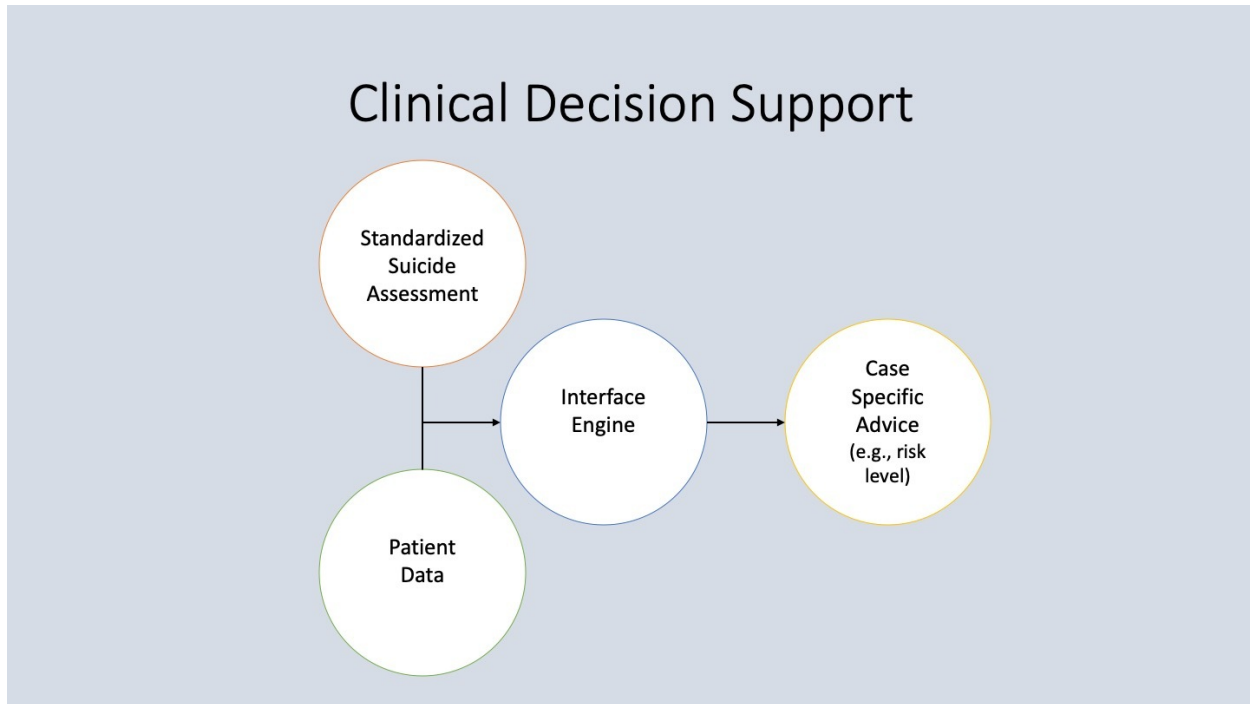 Clinical Decision Support
Standardized
Suicide
Assessment
Interface
Engine
Case
Specific
Advice
(e.g., risk
level)
Patient
Data